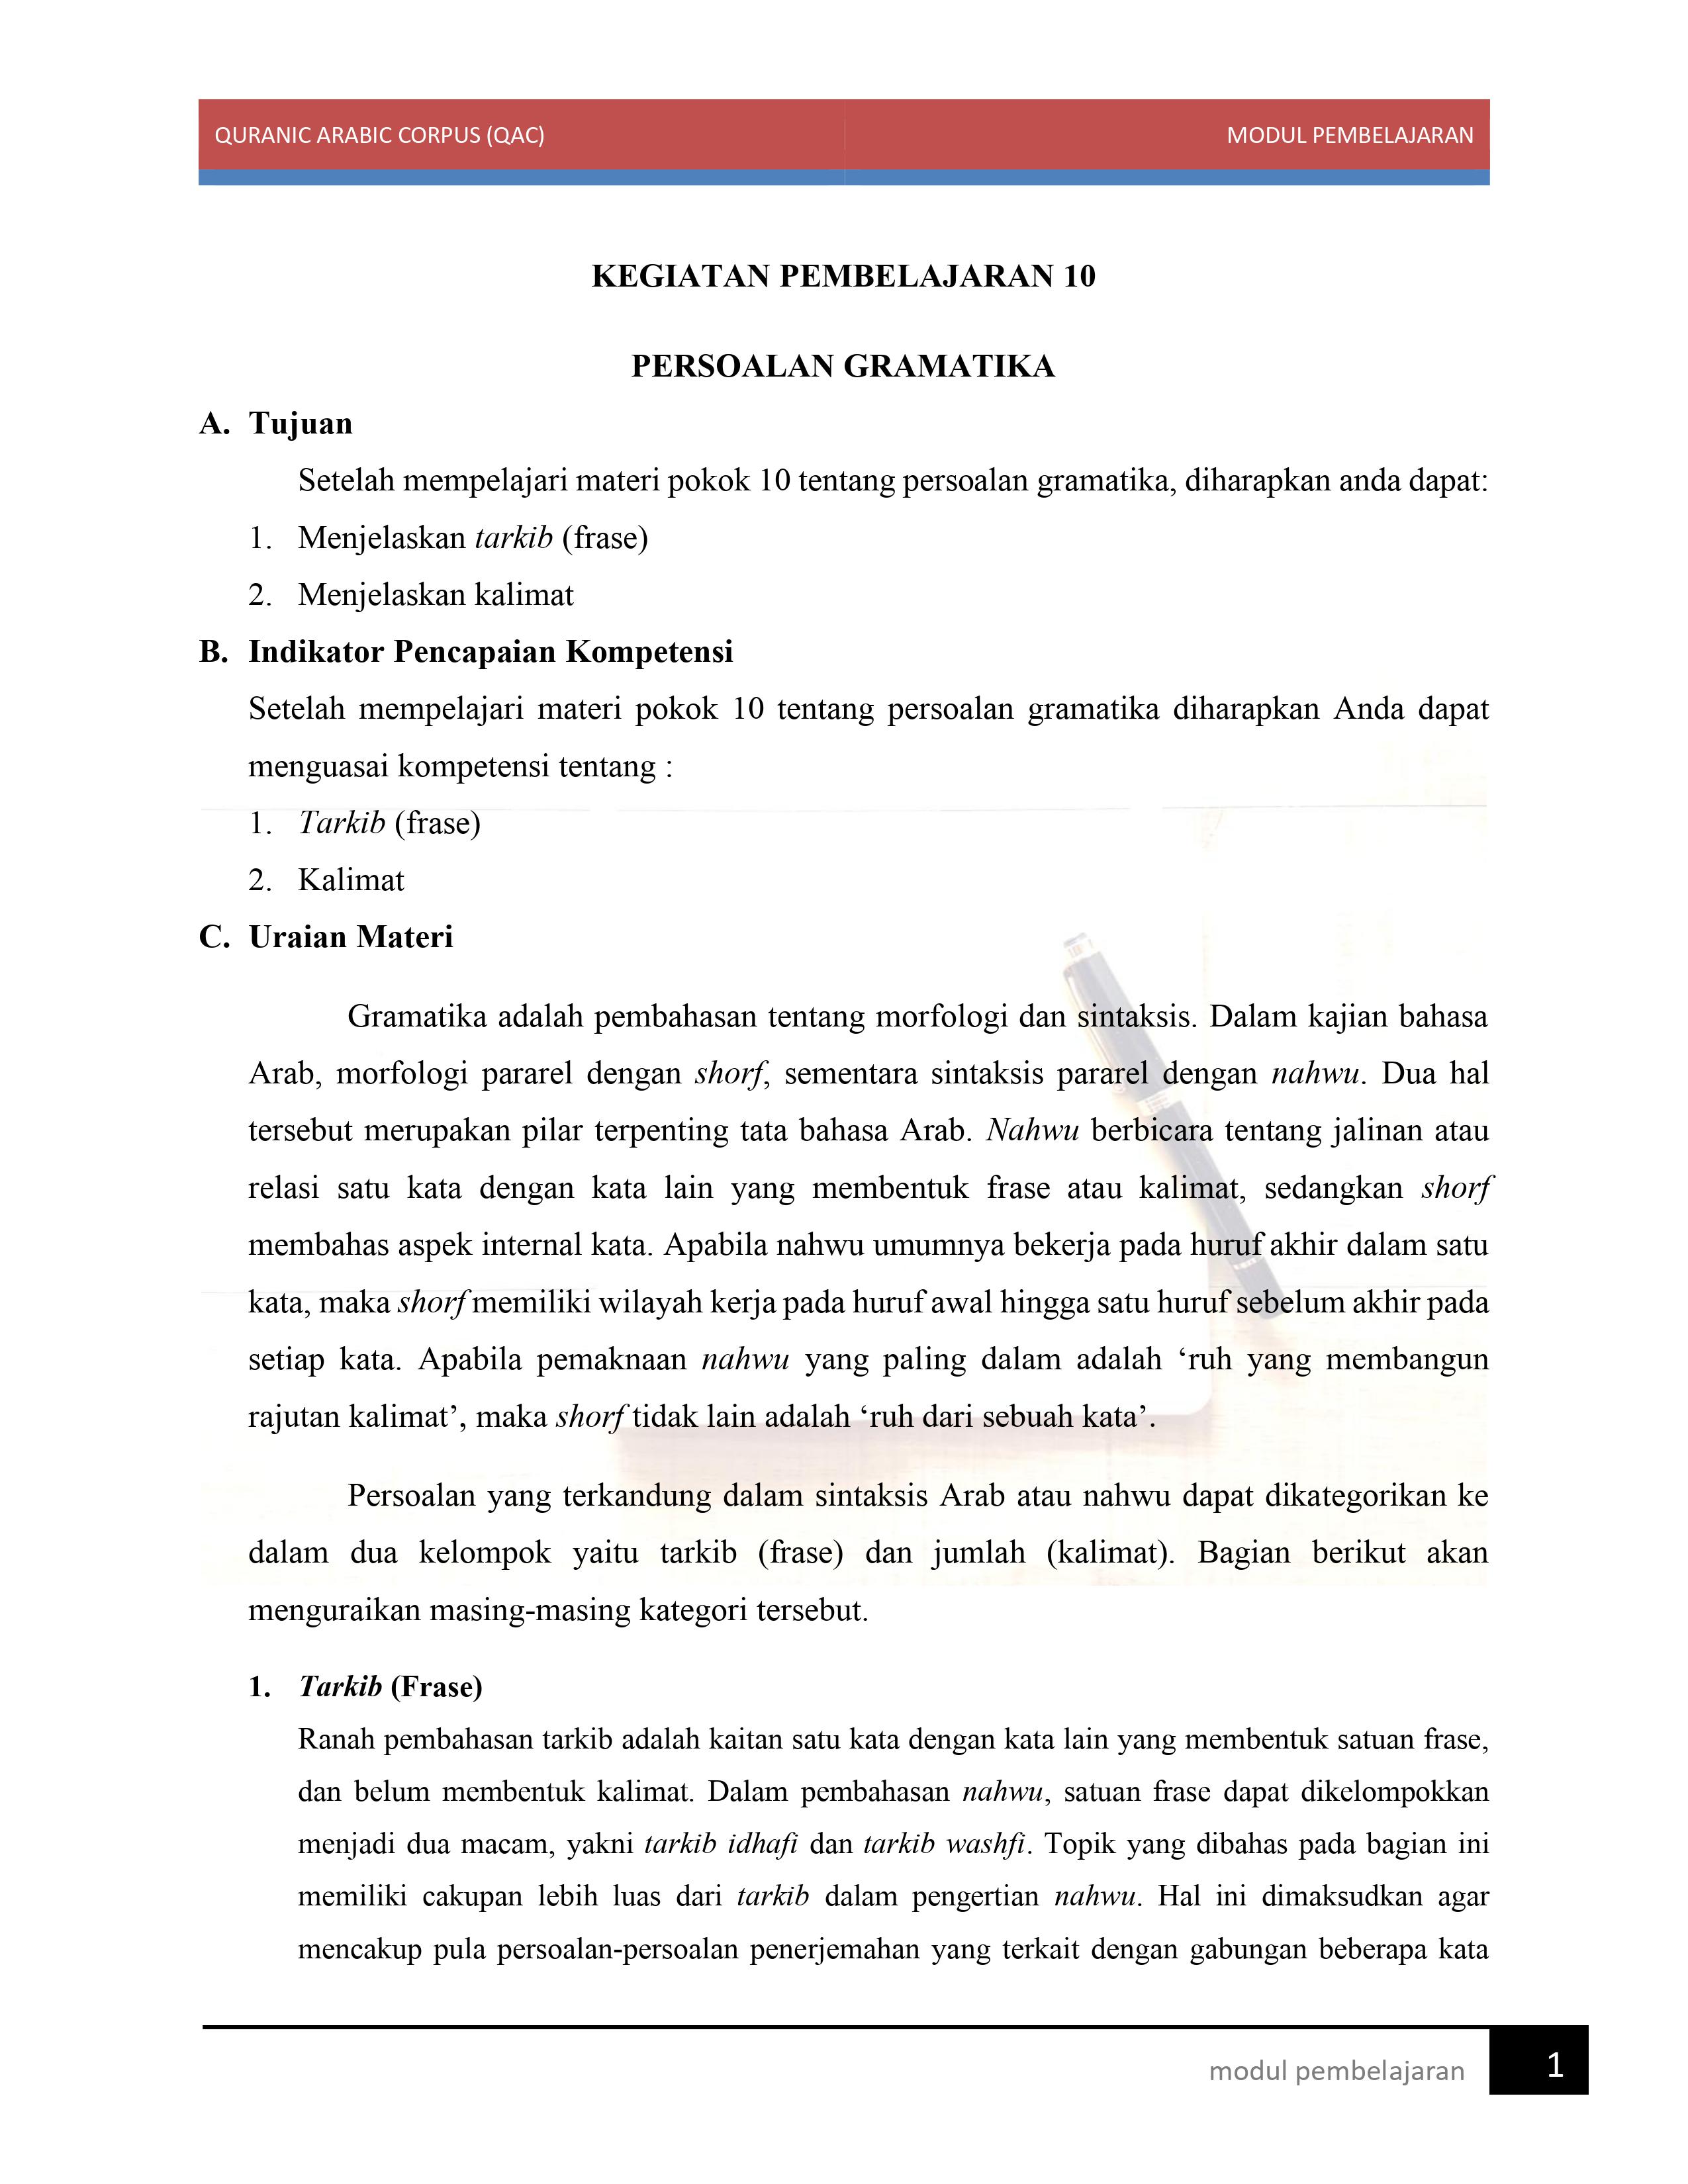 QURANIC ARABIC CORPUS (QAC) MODUL PEMBELAJARAN
KEGIATAN PEMBELAJARAN 10
PERSOALAN GRAMATIKA
A. Tujuan
Setelah mempelajari materi pokok 10 tentang persoalan gramatika, diharapkan anda dapat:
1. Menjelaskan tarkib (frase)
2. Menjelaskan kalimat
B. Indikator Pencapaian Kompetensi
Setelah mempelajari materi pokok 10 tentang persoalan gramatika diharapkan Anda dapat
menguasai kompetensi tentang :
1. Tarkib (frase)
2. Kalimat
C. Uraian Materi
Gramatika adalah pembahasan tentang morfologi dan sintaksis. Dalam kajian bahasa
Arab, morfologi pararel dengan shorf, sementara sintaksis pararel dengan nahwu. Dua hal
tersebut merupakan pilar terpenting tata bahasa Arab. Nahwu berbicara tentang jalinan atau
relasi satu kata dengan kata lain yang membentuk frase atau kalimat, sedangkan shorf
membahas aspek internal kata. Apabila nahwu umumnya bekerja pada huruf akhir dalam satu
kata, maka shorf memiliki wilayah kerja pada huruf awal hingga satu huruf sebelum akhir pada
setiap kata. Apabila pemaknaan nahwu yang paling dalam adalah ‘ruh yang membangun
rajutan kalimat’, maka shorf tidak lain adalah ‘ruh dari sebuah kata’.
Persoalan yang terkandung dalam sintaksis Arab atau nahwu dapat dikategorikan ke
dalam dua kelompok yaitu tarkib (frase) dan jumlah (kalimat). Bagian berikut akan
menguraikan masing-masing kategori tersebut.
1. Tarkib (Frase)
Ranah pembahasan tarkib adalah kaitan satu kata dengan kata lain yang membentuk satuan frase,
dan belum membentuk kalimat. Dalam pembahasan nahwu, satuan frase dapat dikelompokkan
menjadi dua macam, yakni tarkib idhafi dan tarkib washfi. Topik yang dibahas pada bagian ini
memiliki cakupan lebih luas dari tarkib dalam pengertian nahwu. Hal ini dimaksudkan agar
mencakup pula persoalan-persoalan penerjemahan yang terkait dengan gabungan beberapa kata
modul pembelajaran 1